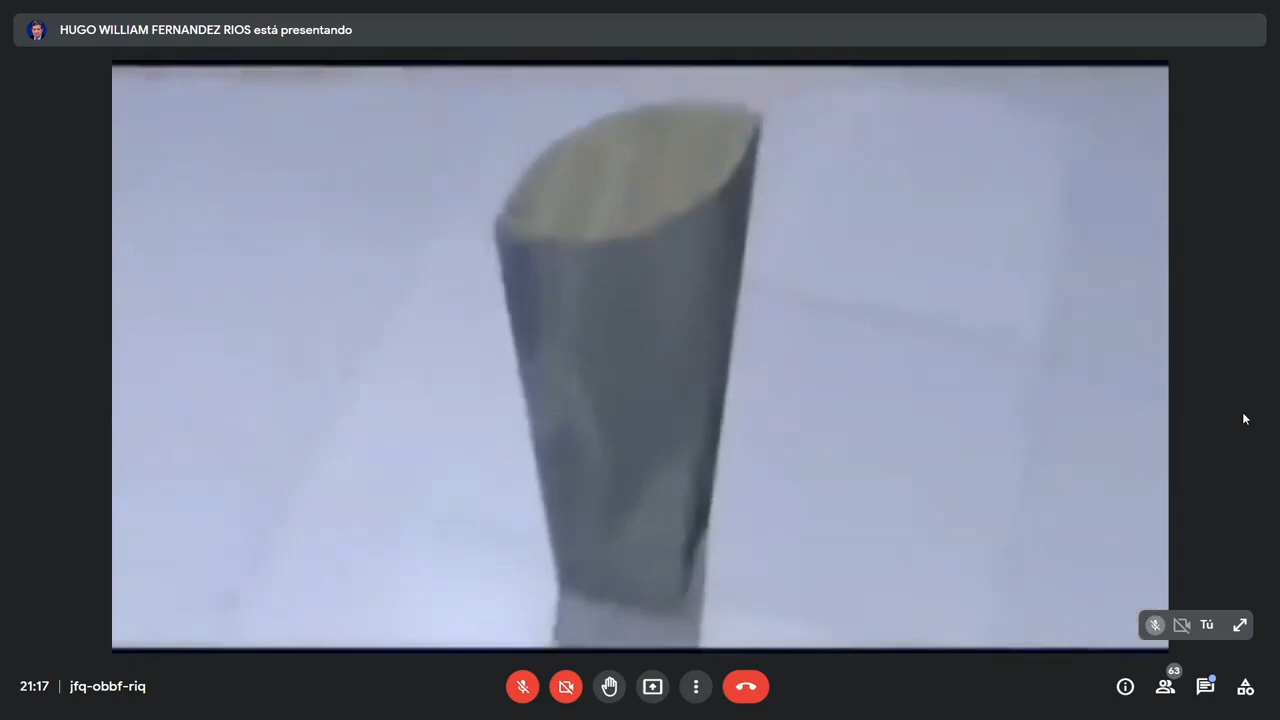 HUGO WILLIAM FERNANDEZ RIOS está presentando
Tú
21:17 | jfq-obbf-riq
63